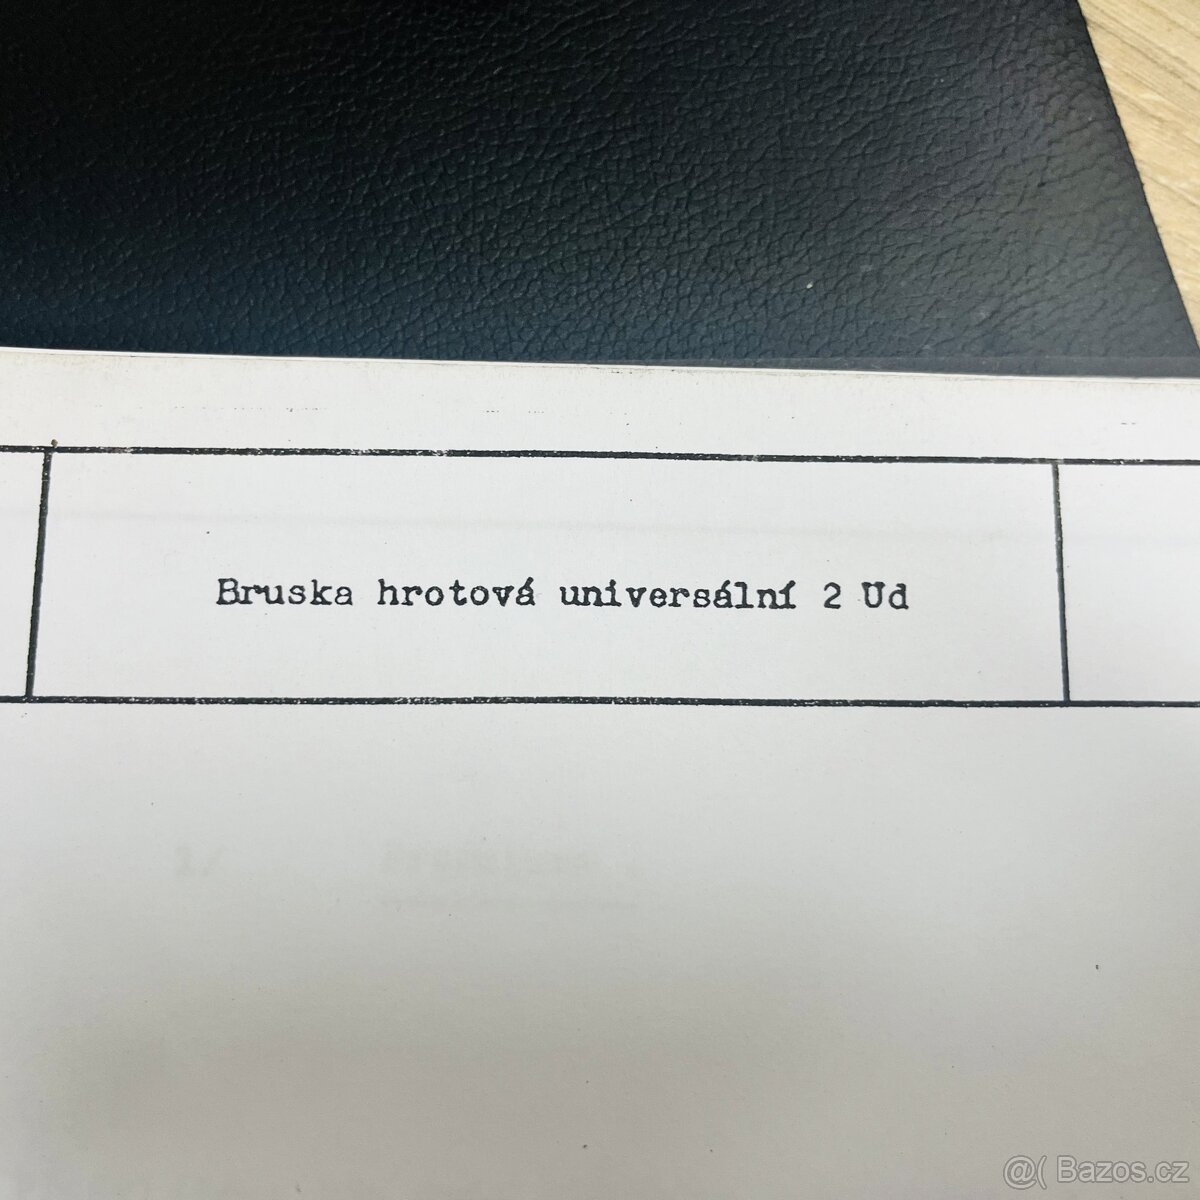 Bruska hrotová universální 2 Ud
@( Bazos.cz